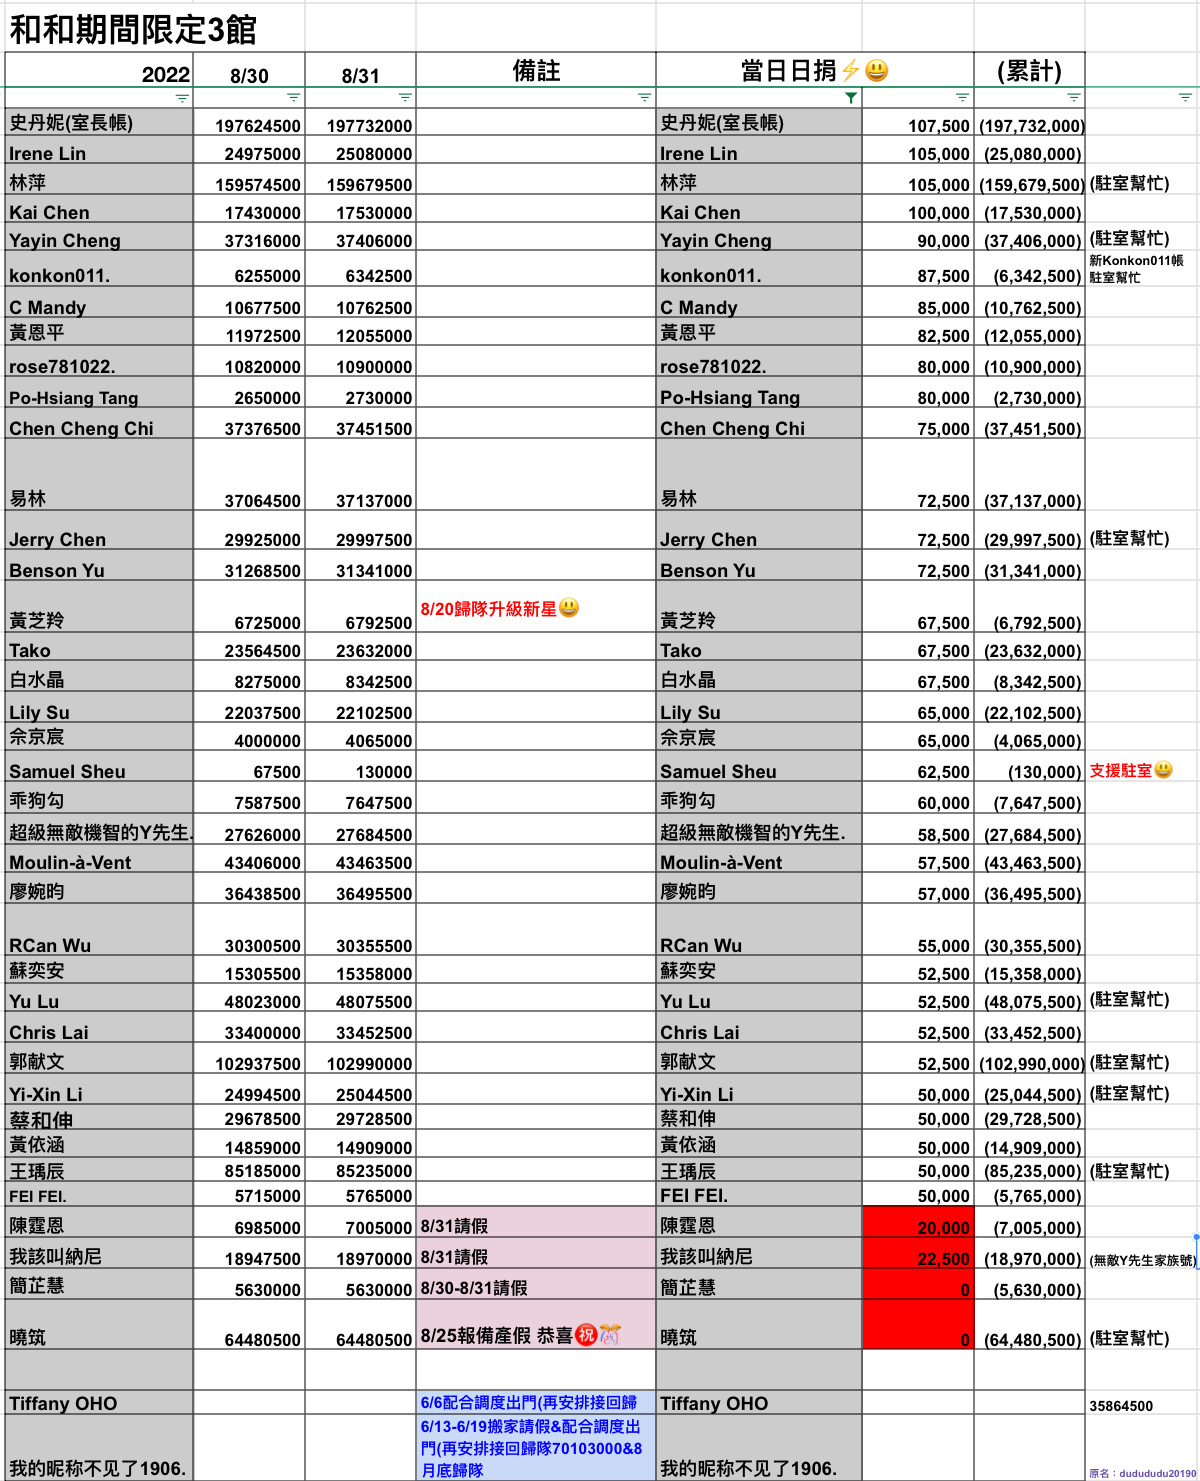 和和期間限定3館
2022 8/30 8/31 備註 當日日捐⚡😃 (累計)
史丹妮(室長帳) 197624500 197732000 史丹妮(室長帳) 107,500 (197,732,000)
Irene Lin 24975000 25080000 Irene Lin 105,000 (25,080,000)
林萍 159574500 159679500 林萍 105,000 (159,679,500) (駐室幫忙)
Kai Chen 17430000 17530000 Kai Chen 100,000 (17,530,000)
Yayin Cheng 37316000 37406000 Yayin Cheng 90,000 (37,406,000) (駐室幫忙)
konkon011. 6255000 6342500 konkon011. 87,500 (6,342,500) 新Konkon011帳
駐室幫忙
C Mandy 10677500 10762500 C Mandy 85,000 (10,762,500)
黃恩平 11972500 12055000 黃恩平 82,500 (12,055,000)
rose781022. 10820000 10900000 rose781022. 80,000 (10,900,000)
Po-Hsiang Tang 2650000 2730000 Po-Hsiang Tang 80,000 (2,730,000)
Chen Cheng Chi 37376500 37451500 Chen Cheng Chi 75,000 (37,451,500)
易林 37064500 37137000 易林 72,500 (37,137,000)
Jerry Chen 29925000 29997500 Jerry Chen 72,500 (29,997,500) (駐室幫忙)
Benson Yu 31268500 31341000 Benson Yu 72,500 (31,341,000)
黃芝羚 6725000 6792500 8/20歸隊升級新星😃 黃芝羚 67,500 (6,792,500)
Tako 23564500 23632000 Tako 67,500 (23,632,000)
白水晶 8275000 8342500 白水晶 67,500 (8,342,500)
Lily Su 22037500 22102500 Lily Su 65,000 (22,102,500)
佘京宸 4000000 4065000 佘京宸 65,000 (4,065,000)
Samuel Sheu 67500 130000 Samuel Sheu 62,500 (130,000) 支援駐室😃
乖狗勾 7587500 7647500 乖狗勾 60,000 (7,647,500)
超級無敵機智的Y先生. 27626000 27684500 超級無敵機智的Y先生. 58,500 (27,684,500)
Moulin-à-Vent 43406000 43463500 Moulin-à-Vent 57,500 (43,463,500)
廖婉昀 36438500 36495500 廖婉昀 57,000 (36,495,500)
RCan Wu 30300500 30355500 RCan Wu 55,000 (30,355,500)
蘇奕安 15305500 15358000 蘇奕安 52,500 (15,358,000)
Yu Lu 48023000 48075500 Yu Lu 52,500 (48,075,500) (駐室幫忙)
Chris Lai 33400000 33452500 Chris Lai 52,500 (33,452,500)
郭献文 102937500 102990000 郭献文 52,500 (102,990,000) (駐室幫忙)
Yi-Xin Li 24994500 25044500 Yi-Xin Li 50,000 (25,044,500) (駐室幫忙)
蔡和伸 29678500 29728500 蔡和伸 50,000 (29,728,500)
黃依涵 14859000 14909000 黃依涵 50,000 (14,909,000)
王瑀辰 85185000 85235000 王瑀辰 50,000 (85,235,000) (駐室幫忙)
FEI FEI. 5715000 5765000 FEI FEI. 50,000 (5,765,000)
陳霆恩 6985000 7005000 8/31請假 陳霆恩 20,000 (7,005,000)
我該叫納尼 18947500 18970000 8/31請假 我該叫納尼 22,500 (18,970,000) (無敵Y先生家族號)
簡芷慧 5630000 5630000 8/30-8/31請假 簡芷慧 0 (5,630,000)
曉筑 64480500 64480500 8/25報備產假 恭喜㊗️🎊 曉筑 0 (64,480,500) (駐室幫忙)
Tiffany OHO 6/6配合調度出門(再安排接回歸 Tiffany OHO 35864500
6/13-6/19搬家請假&配合調度出
門(再安排接回歸隊70103000&8
我的昵称不见了1906. 月底歸隊 我的昵称不见了1906. 原名：dudududu20190